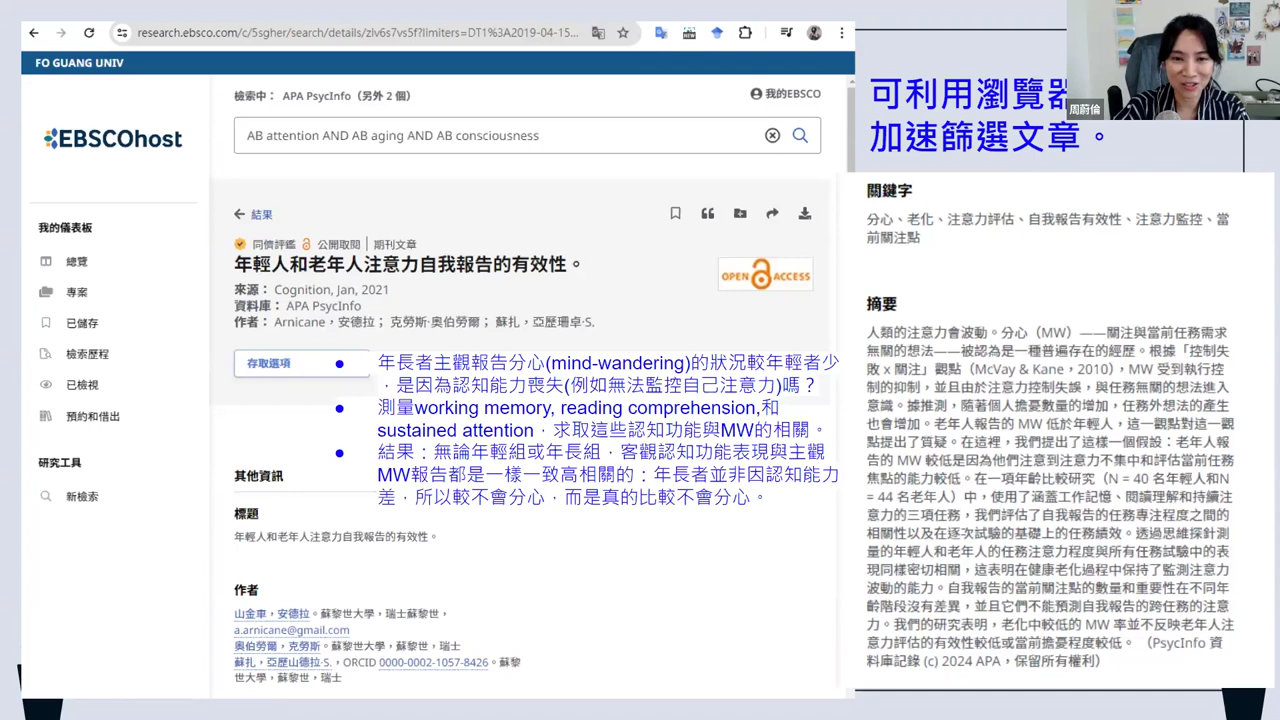 research.ebsco.com/c/5sgher/search/details/ziv6s7vs5f?limiters=DT1%3A2019-04-15...
FO GUANG UNIV
EBSCOhost
我的儀表板
總覽
專案
已儲存
檢索歷程
已檢視
預約和借出
研究工具
新檢索
檢索中： APA PsycInfo（另外 2 個）
我的EBSCO
AB attention AND AB aging AND AB consciousness
結果
同儕評鑑 公開取閱 | 期刊文章
年輕人和老年人注意力自我報告的有效性。
來源： Cognition, Jan, 2021
資料庫： APA PsycInfo
作者： Arnicane，安德拉； 克勞斯·奧伯勞爾； 蘇扎，亞歷珊卓·S.
OPEN ACCESS
存取選項
年長者主觀報告分心(mind-wandering)的狀況較年輕者少
，是因為認知能力喪失(例如無法監控自己注意力)嗎？
測量working memory, reading comprehension,和
sustained attention，求取這些認知功能與MW的相關。
結果：無論年輕組或年長組，客觀認知功能表現與主觀
MW報告都是一樣一致高相關的：年長者並非因認知能力
差，所以較不會分心，而是真的比較不會分心。
其他資訊
標題
年輕人和老年人注意力自我報告的有效性。
作者
山金車，安德拉。蘇黎世大學，瑞士蘇黎世，
a.arnicane@gmail.com
奧伯勞爾，克勞斯。蘇黎世大學，蘇黎世，瑞士
蘇扎，亞歷山德拉·S.，ORCID 0000-0002-1057-8426。蘇黎
世大學，蘇黎世，瑞士
可利用瀏覽器
加速篩選文章。
周蔚倫
關鍵字
分心、老化、注意力評估、自我報告有效性、注意力監控、當
前關注點
摘要
人類的注意力會波動。分心（MW）——關注與當前任務需求
無關的想法——被認為是一種普遍存在的經歷。根據「控制失
敗 x 關注」觀點（McVay & Kane，2010），MW 受到執行控
制的抑制，並且由於注意力控制失誤，與任務無關的想法進入
意識。據推測，隨著個人擔憂數量的增加，任務外想法的產生
也會增加。老年人報告的 MW 低於年輕人，這一觀點對這一觀
點提出了質疑。在這裡，我們提出了這樣一個假設：老年人報
告的 MW 較低是因為他們注意到注意力不集中和評估當前任務
焦點的能力較低。在一項年齡比較研究（N = 40 名年輕人和N
= 44 名老年人）中，使用了涵蓋工作記憶、閱讀理解和持續注
意力的三項任務，我們評估了自我報告的任務專注程度之間的
相關性以及在逐次試驗的基礎上的任務績效。透過思維探針測
量的年輕人和老年人的任務注意力程度與所有任務試驗中的表
現同樣密切相關，這表明在健康老化過程中保持了監測注意力
波動的能力。自我報告的當前關注點的數量和重要性在不同年
齡階段沒有差異，並且它們不能預測自我報告的跨任務的注意
力。我們的研究表明，老化中較低的 MW 率並不反映老年人注
意力評估的有效性較低或當前擔憂程度較低。 （PsycInfo 資
料庫記錄 (c) 2024 APA，保留所有權利）